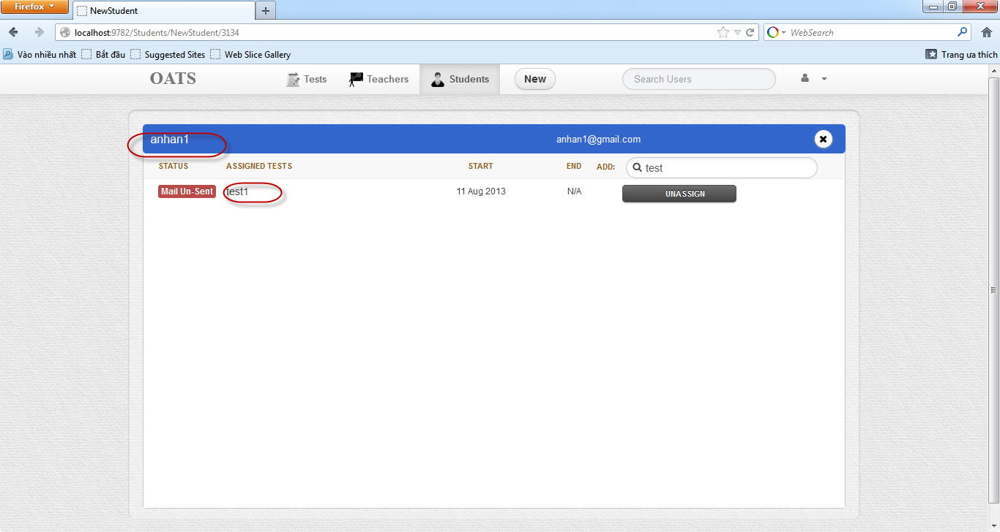 Firefox
NewStudent
localhost:9782/Students/NewStudent/3134
WebSearch
Vào nhiều nhất Bắt đầu Suggested Sites Web Slice Gallery Trang ưa thích
OATS Tests Teachers Students New Search Users
anhan1 anhan1@gmail.com
STATUS ASSIGNED TESTS START END ADD: test
Mail Un-Sent test1 11 Aug 2013 N/A UNASSIGN